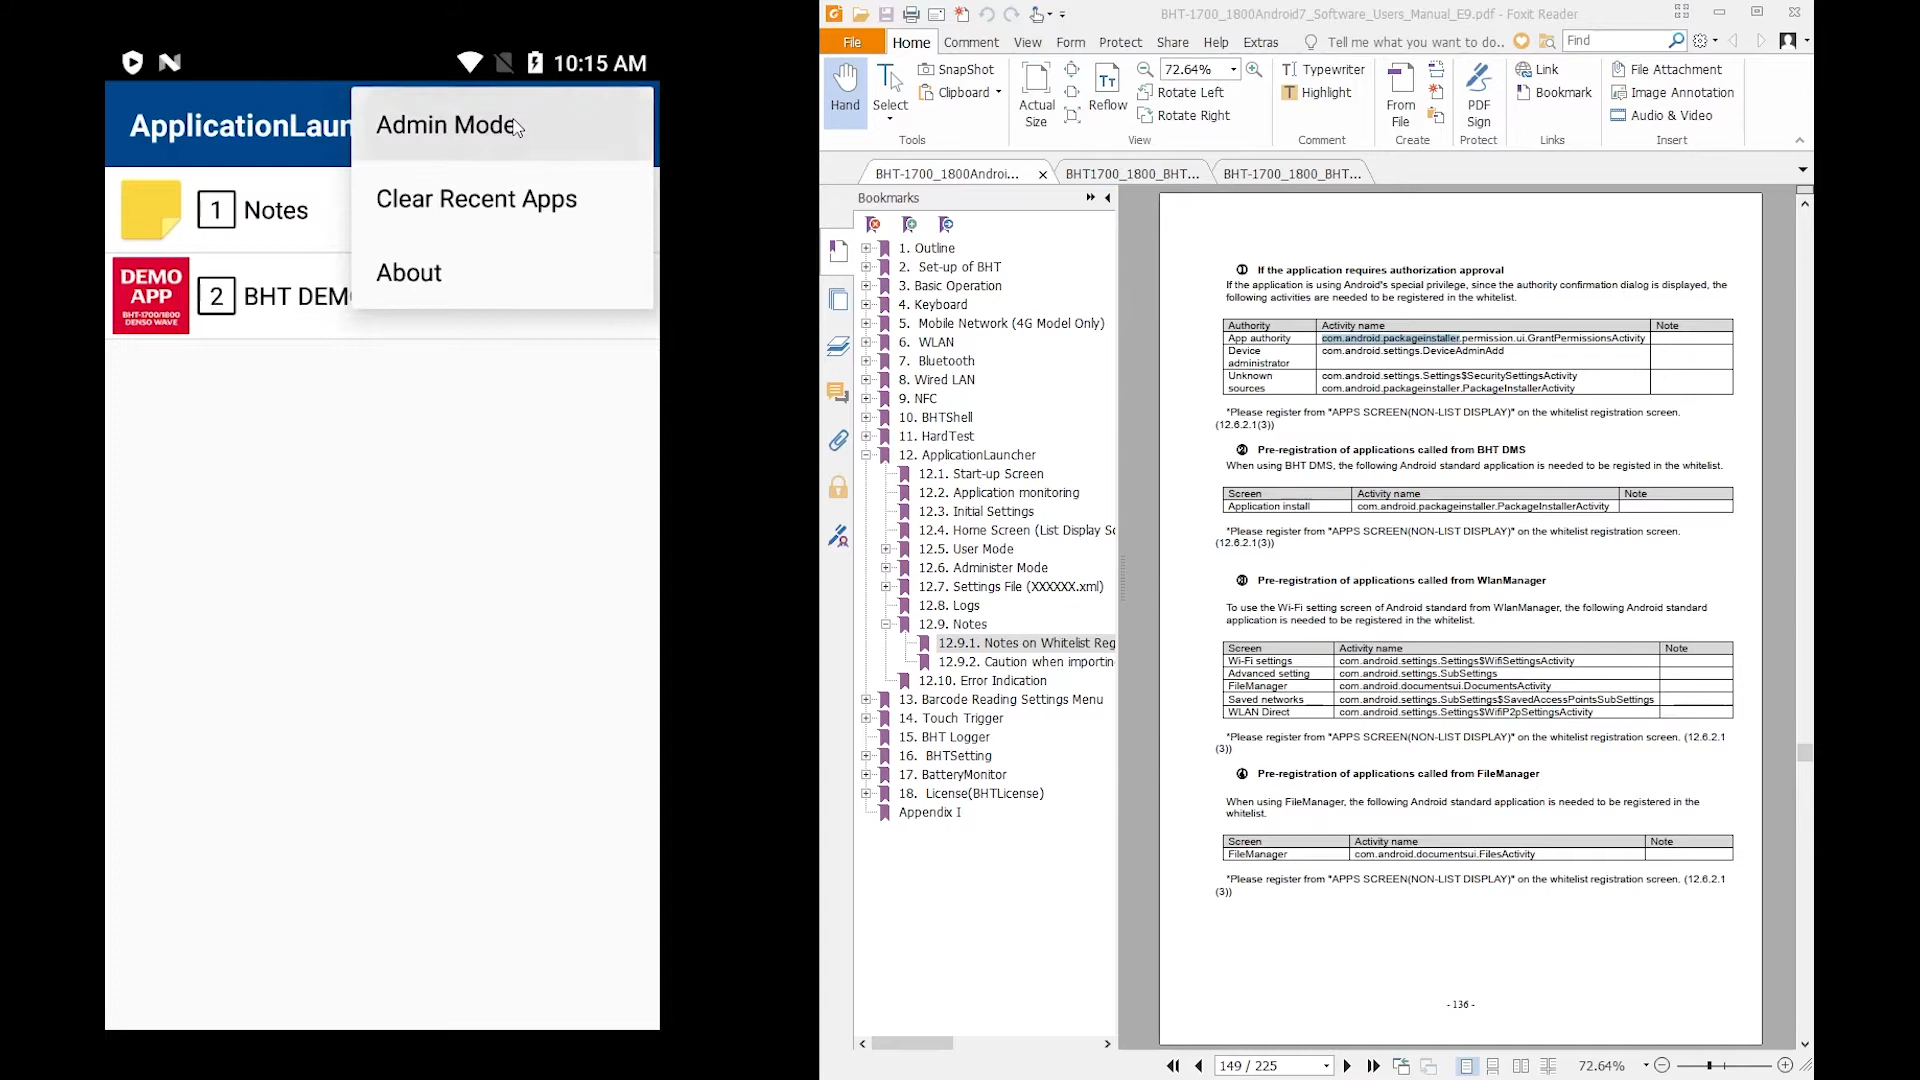 10:15 AM
ApplicationLaun
Admin Mode
Clear Recent Apps
About
1 Notes
DEMO
APP
BHT-1700/1800
DENSO WAVE
2 BHT DEM
BHT-1700_1800Android7_Software_Users_Manual_E9.pdf - Foxit Reader
File Home Comment View Form Protect Share Help Extras Tell me what you want to do.. Find
Hand
Select
SnapShot
Clipboard
Tools
Actual
Size
Reflow
72.64%
Rotate Left
Rotate Right
View
Typewriter
Highlight
Comment
From
File
Create
PDF
Sign
Protect
Link
Bookmark
Links
File Attachment
Image Annotation
Audio & Video
Insert
BHT-1700_1800Androi... BHT1700_1800_BHT... BHT-1700_1800_BHT...
Bookmarks
1. Outline
2. Set-up of BHT
3. Basic Operation
4. Keyboard
5. Mobile Network (4G Model Only)
6. WLAN
7. Bluetooth
8. Wired LAN
9. NFC
10. BHTShell
11. HardTest
12. ApplicationLauncher
12.1. Start-up Screen
12.2. Application monitoring
12.3. Initial Settings
12.4. Home Screen (List Display Sc
12.5. User Mode
12.6. Administer Mode
12.7. Settings File (XXXXXX.xml)
12.8. Logs
12.9. Notes
12.9.1. Notes on Whitelist Reg
12.9.2. Caution when importin
12.10. Error Indication
13. Barcode Reading Settings Menu
14. Touch Trigger
15. BHT Logger
16. BHTSetting
17. BatteryMonitor
18. License(BHTLicense)
Appendix I
① If the application requires authorization approval
If the application is using Android's special privilege, since the authority confirmation dialog is displayed, the
following activities are needed to be registered in the whitelist.
Authority Activity name Note
App authority com.android.packageinstaller.permission.ui.GrantPermissionsActivity
Device com.android.settings.DeviceAdminAdd
administrator
Unknown com.android.settings.Settings$SecuritySettingsActivity
sources com.android.packageinstaller.PackageInstallerActivity
*Please register from "APPS SCREEN(NON-LIST DISPLAY)" on the whitelist registration screen.
(12.6.2.1(3))
② Pre-registration of applications called from BHT DMS
When using BHT DMS, the following Android standard application is needed to be registed in the whitelist.
Screen Activity name Note
Application install com.android.packageinstaller.PackageInstallerActivity
*Please register from "APPS SCREEN(NON-LIST DISPLAY)" on the whitelist registration screen.
(12.6.2.1(3))
③ Pre-registration of applications called from WlanManager
To use the Wi-Fi setting screen of Android standard from WlanManager, the following Android standard
application is needed to be registered in the whitelist.
Screen Activity name Note
Wi-Fi settings com.android.settings.Settings$WifiSettingsActivity
Advanced setting com.android.settings.SubSettings
FileManager com.android.documentsui.DocumentsActivity
Saved networks com.android.settings.SubSettings$SavedAccessPointsSubSettings
WLAN Direct com.android.settings.Settings$WifiP2pSettingsActivity
*Please register from "APPS SCREEN(NON-LIST DISPLAY)" on the whitelist registration screen. (12.6.2.1
(3))
④ Pre-registration of applications called from FileManager
When using FileManager, the following Android standard application is needed to be registered in the
whitelist.
Screen Activity name Note
FileManager com.android.documentsui.FilesActivity
*Please register from "APPS SCREEN(NON-LIST DISPLAY)" on the whitelist registration screen. (12.6.2.1
(3))
- 136 -
149 / 225
72.64%